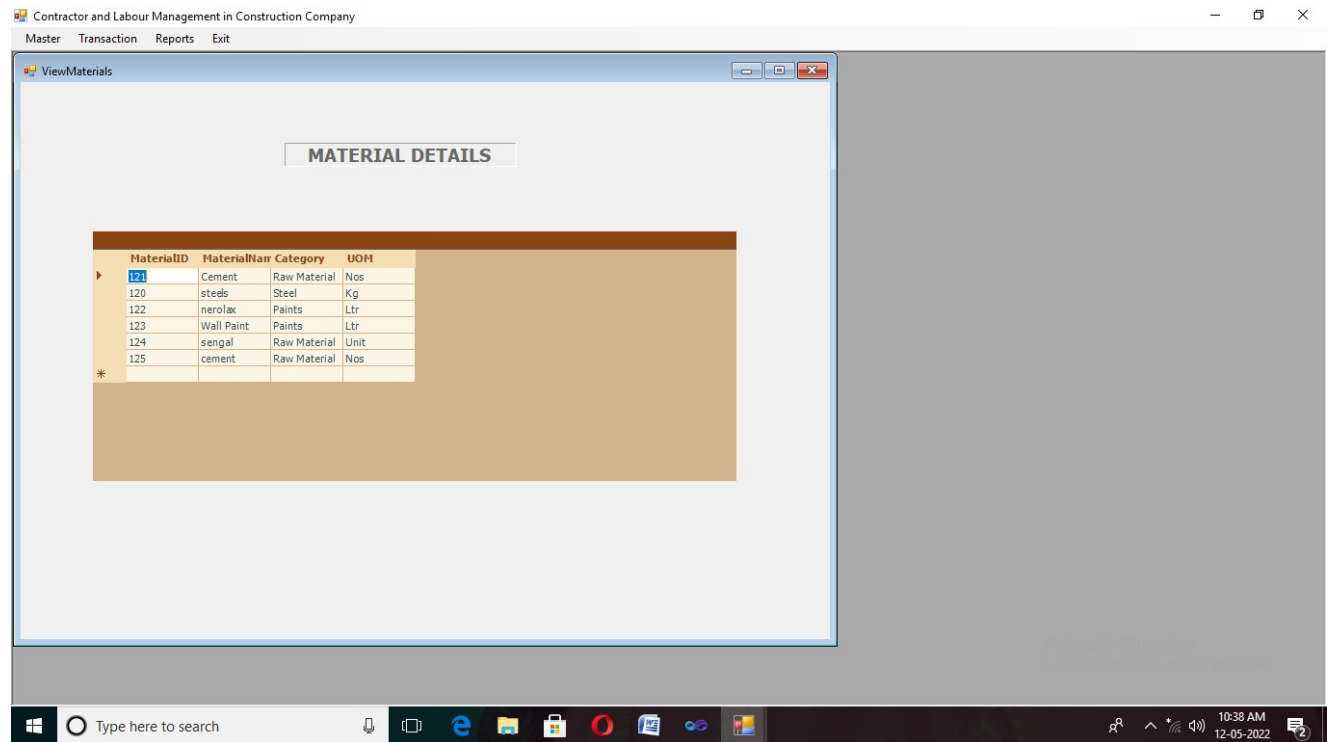 Contractor and Labour Management in Construction Company
Master Transaction Reports Exit
ViewMaterials
MATERIAL DETAILS
MaterialID MaterialNam Category UOM
121 Cement Raw Material Nos
120 steels Steel Kg
122 nerolax Paints Ltr
123 Wall Paint Paints Ltr
124 sengal Raw Material Unit
125 cement Raw Material Nos
Type here to search
10:38 AM
12-05-2022
2